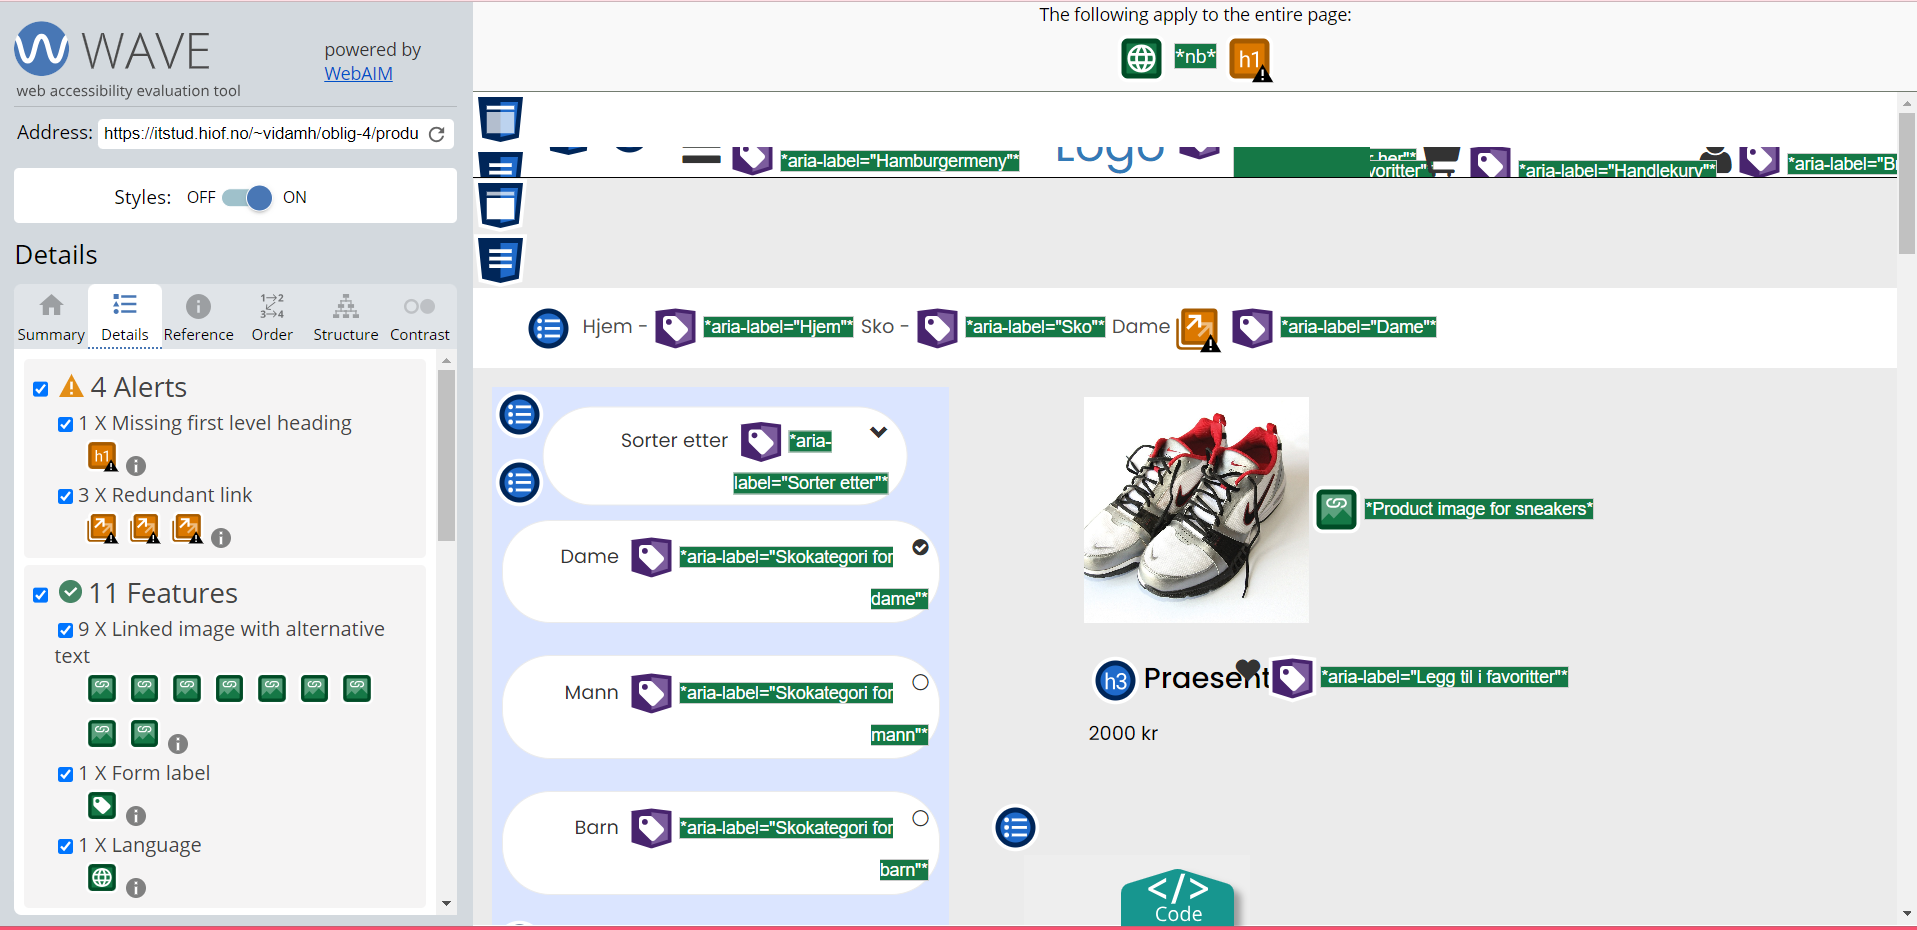 WAVE
powered by
WebAIM
web accessibility evaluation tool
Address: https://itstud.hiof.no/~vidamh/oblig-4/produ
Styles: OFF ON
Details
Summary Details Reference Order Structure Contrast
1→2
3→4
4 Alerts
1 X Missing first level heading
h1
3 X Redundant link
11 Features
9 X Linked image with alternative
text
1 X Form label
1 X Language
The following apply to the entire page:
*nb* h1
*aria-label="Hamburgermeny"* Logo her"* voritter" *aria-label="Handlekurv"* *aria-label="B
Hjem - *aria-label="Hjem"* Sko - *aria-label="Sko"* Dame *aria-label="Dame"*
Sorter etter *aria-
label="Sorter etter"*
Dame *aria-label="Skokategori for
dame"*
Mann *aria-label="Skokategori for
mann"*
Barn *aria-label="Skokategori for
barn"*
*Product image for sneakers*
h3 Praesent *aria-label="Legg til i favoritter"*
2000 kr
</>
Code